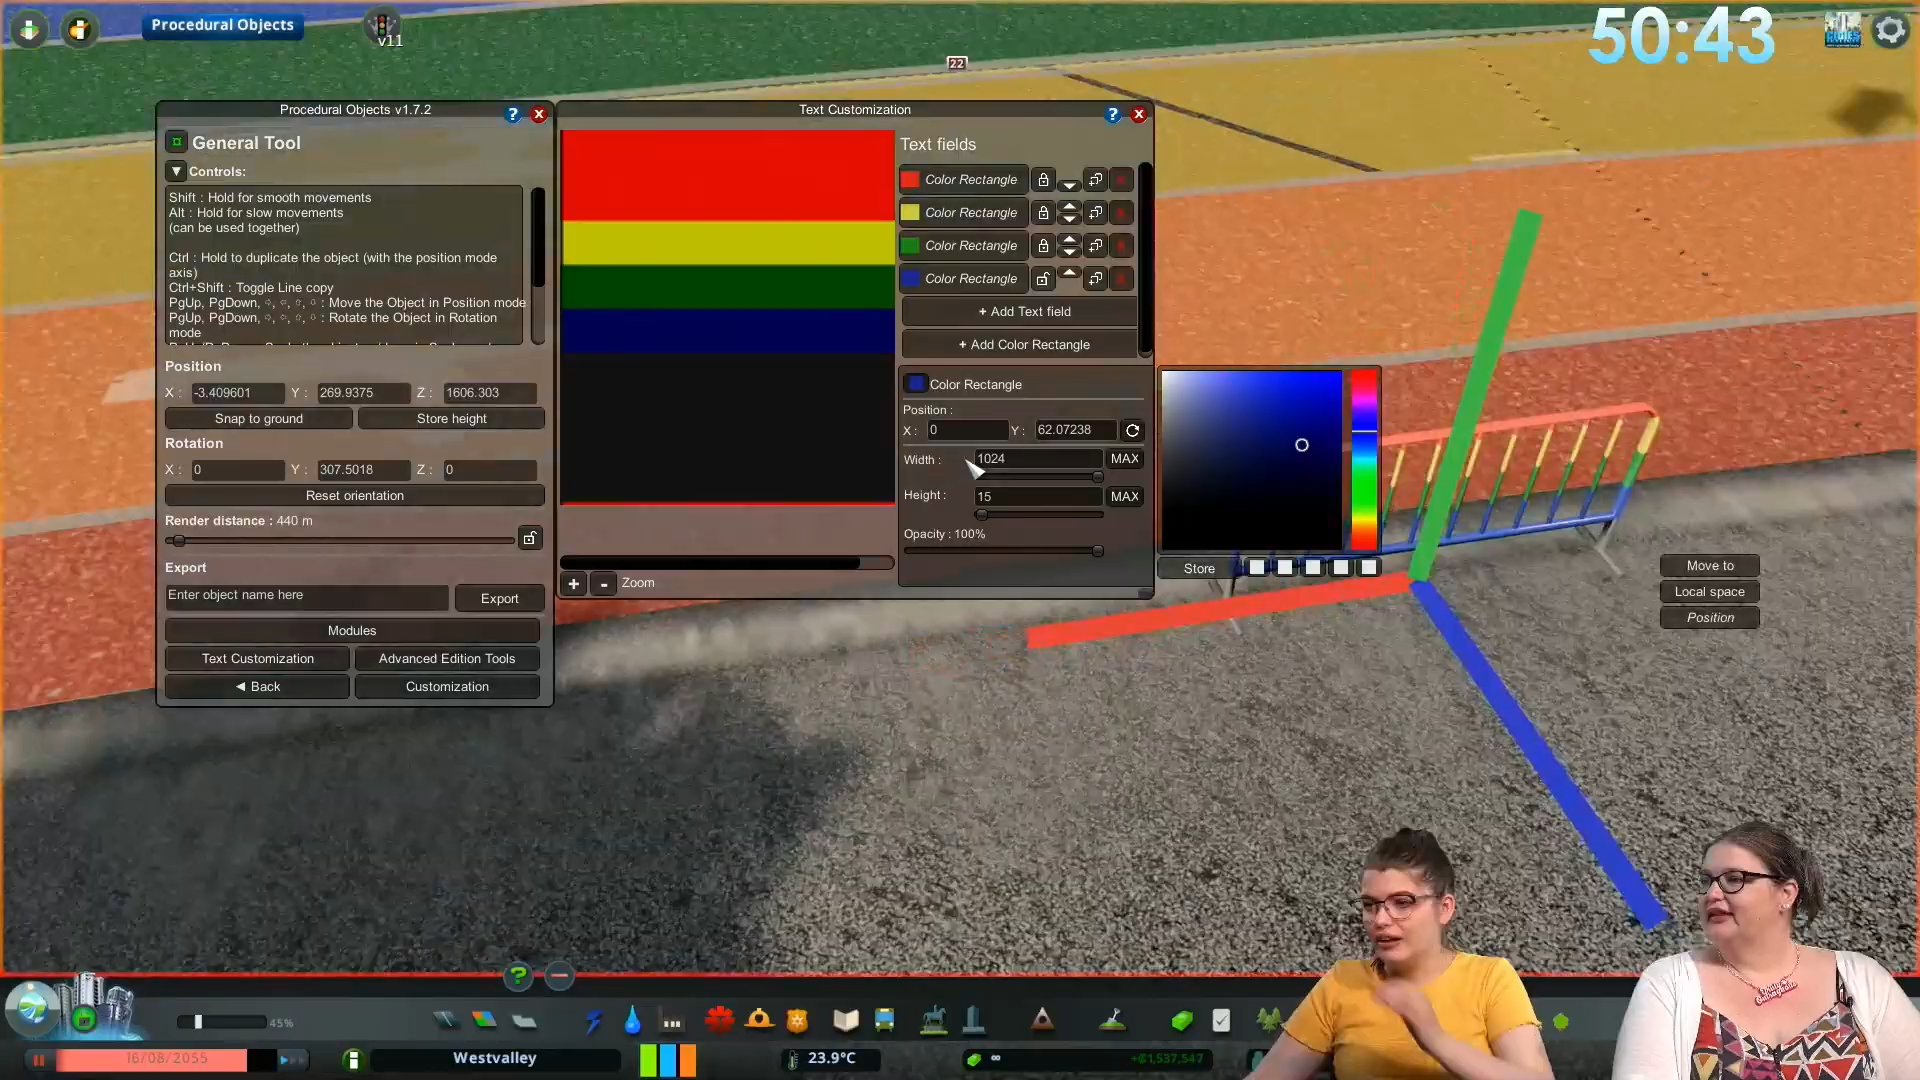 Procedural Objects
v11
50:43
22
Procedural Objects v1.7.2
?
x
General Tool
▼ Controls:
Shift : Hold for smooth movements
Alt : Hold for slow movements
(can be used together)
Ctrl : Hold to duplicate the object (with the position mode
axis)
Ctrl+Shift : Toggle Line copy
PgUp, PgDown, : Move the Object in Position mode
PgUp, PgDown, : Rotate the Object in Rotation
mode
Position
X : -3.409601 Y : 269.9375 Z : 1606.303
Snap to ground
Store height
Rotation
X : 0 Y : 307.5018 Z : 0
Reset orientation
Render distance : 440 m
Export
Enter object name here
Export
Modules
Text Customization
Advanced Edition Tools
◄ Back
Customization
Text Customization
?
x
Text fields
Color Rectangle
Color Rectangle
Color Rectangle
Color Rectangle
+ Add Text field
+ Add Color Rectangle
Color Rectangle
Position :
X : 0 Y : 62.07238
Width : 1024 MAX
Height : 15 MAX
Opacity : 100%
+ - Zoom
Store
Move to
Local space
Position
?
45%
16/08/2055
Westvalley
23.9°C
∞
+₡1,537,547